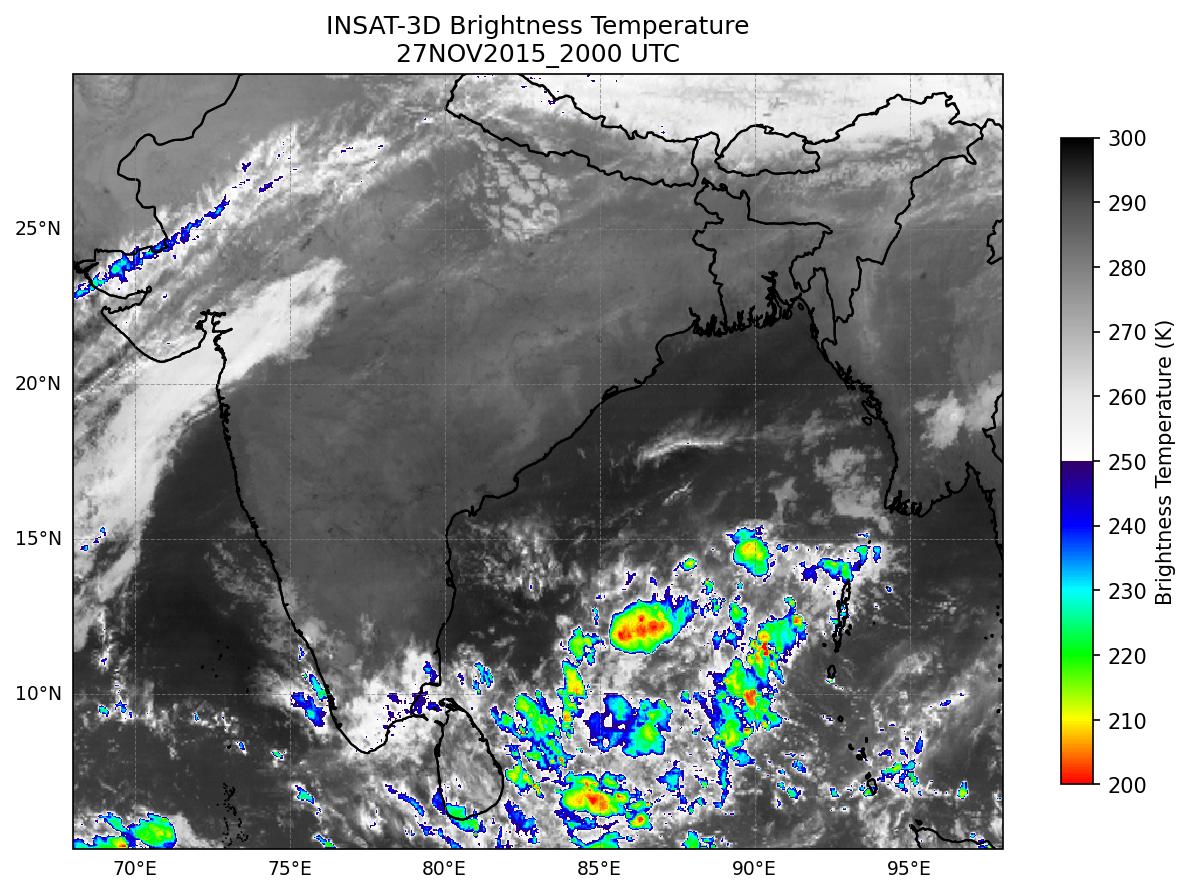 INSAT-3D Brightness Temperature
27NOV2015_2000 UTC
25°N
20°N
15°N
10°N
70°E
75°E
80°E
85°E
90°E
95°E
300
290
280
270
260
250
240
230
220
210
200
Brightness Temperature (K)